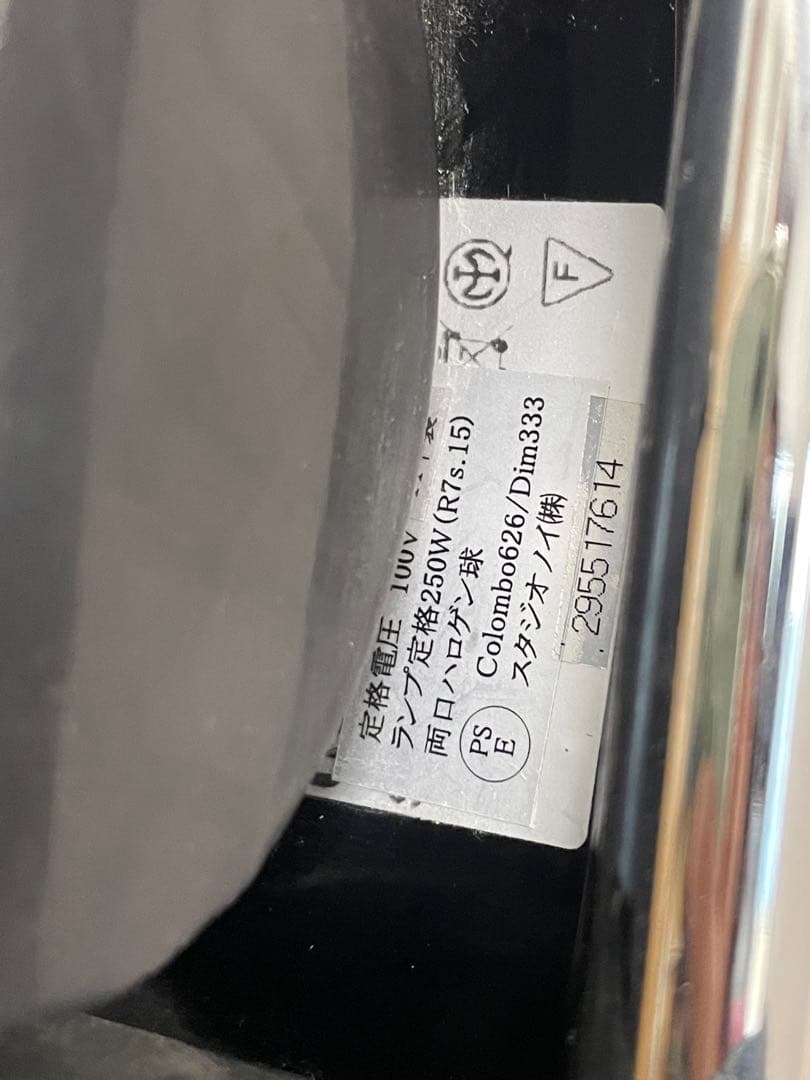 F
定格電圧 100V
ランプ定格250W(R7s.15)
両口ハロゲン球
PS
E
Colombo626/Dim333
スタジオ ノイ(株)
.295517614